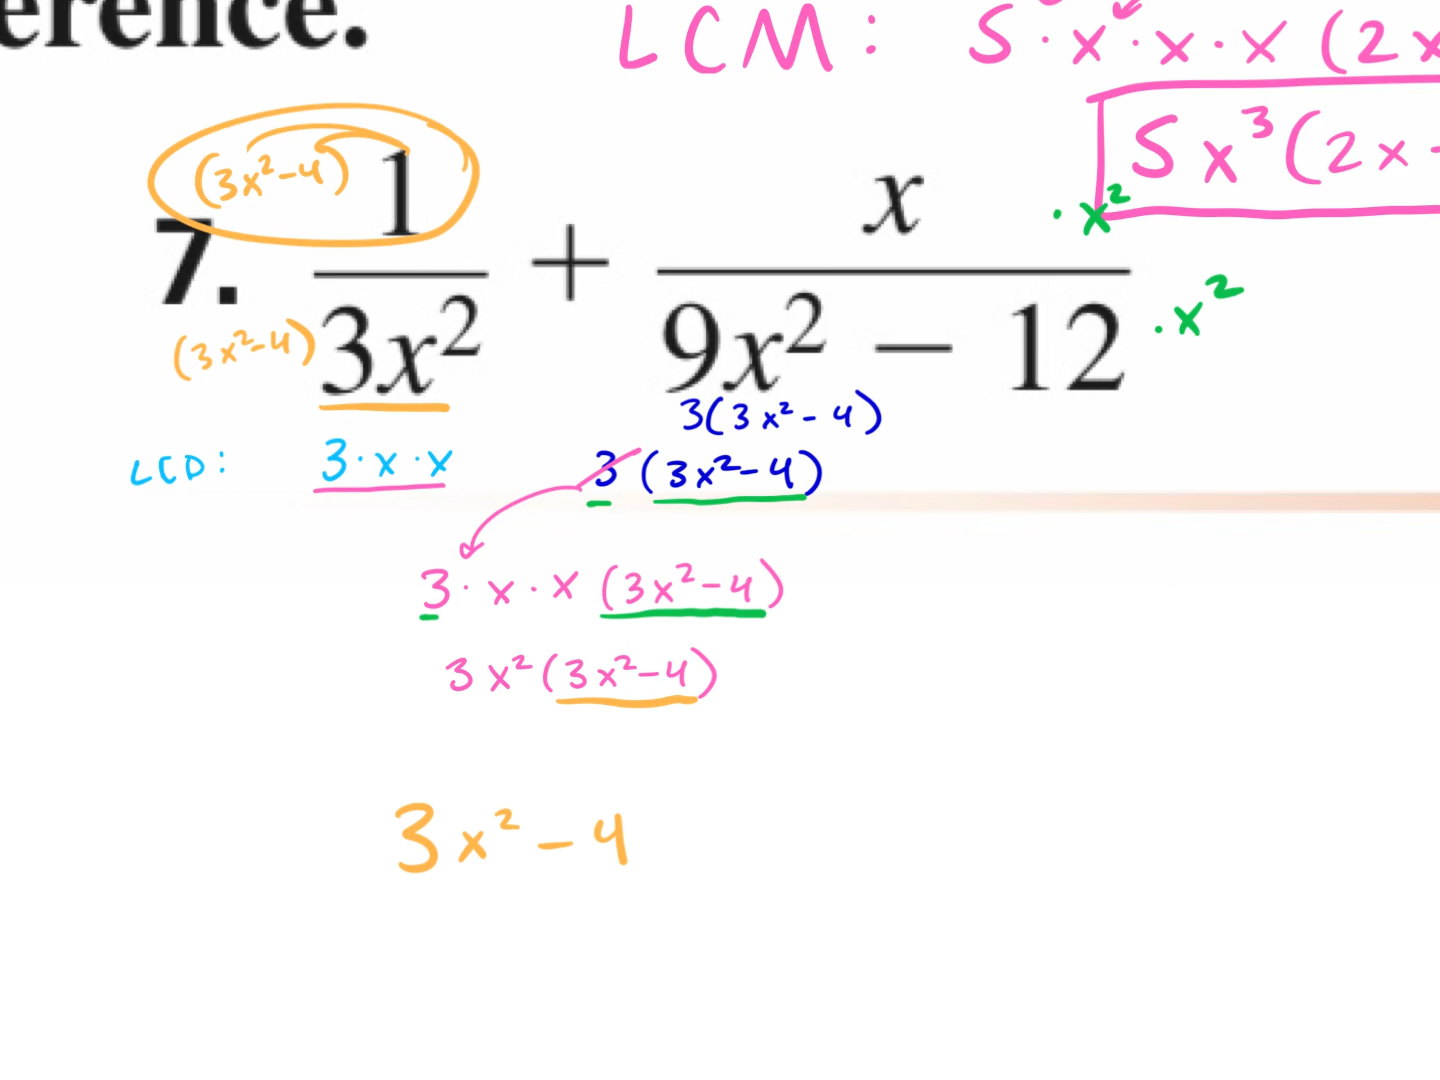 erence.
LCM: 5 · x · x · x (2x
5x³(2x -
(3x²-4) 1 x · x²
7. + 
(3x²-4) 3x² 9x² − 12 · x²
3(3x² - 4)
LCD: 3 · x · x 3 (3x²-4)
3 · x · x (3x²-4)
3x²(3x²-4)
3x² - 4